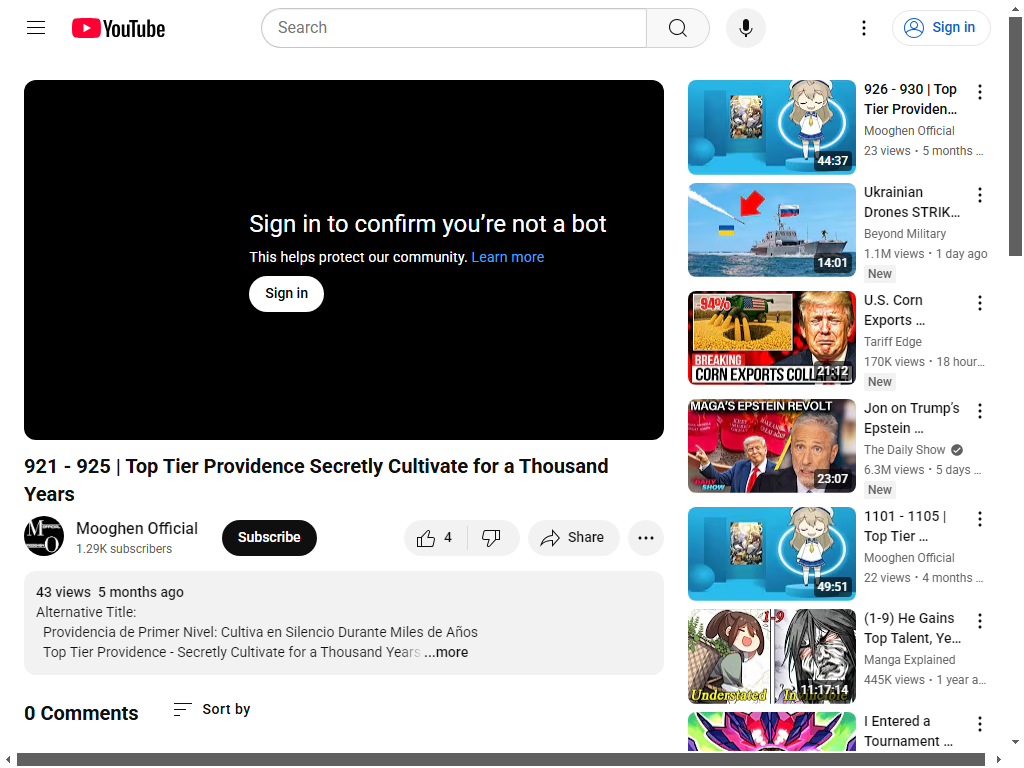 YouTube
Search
Sign in
Sign in to confirm you’re not a bot
This helps protect our community. Learn more
Sign in
921 - 925 | Top Tier Providence Secretly Cultivate for a Thousand
Years
Mooghen Official
1.29K subscribers
Subscribe
4
Share
43 views 5 months ago
Alternative Title:
Providencia de Primer Nivel: Cultiva en Silencio Durante Miles de Años
Top Tier Providence - Secretly Cultivate for a Thousand Years ...more
0 Comments
Sort by
44:37
926 - 930 | Top
Tier Providen...
Mooghen Official
23 views • 5 months ...
14:01
Ukrainian
Drones STRIK...
Beyond Military
1.1M views • 1 day ago
New
-94%
BREAKING
CORN EXPORTS COLLAPSE!
21:12
U.S. Corn
Exports ...
Tariff Edge
170K views • 18 hour...
New
MAGA'S EPSTEIN REVOLT
DAILY
SHOW
23:07
Jon on Trump’s
Epstein ...
The Daily Show
6.3M views • 5 days ...
New
49:51
1101 - 1105 |
Top Tier ...
Mooghen Official
22 views • 4 months ...
1-9
Understated
Invincible
11:17:14
(1-9) He Gains
Top Talent, Ye...
Manga Explained
445K views • 1 year a...
I Entered a
Tournament ...